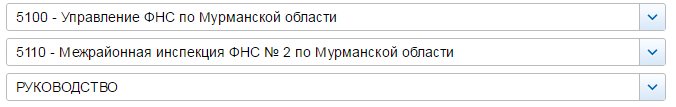 5100 - Управление ФНС по Мурманской области
5110 - Межрайонная инспекция ФНС № 2 по Мурманской области
РУКОВОДСТВО